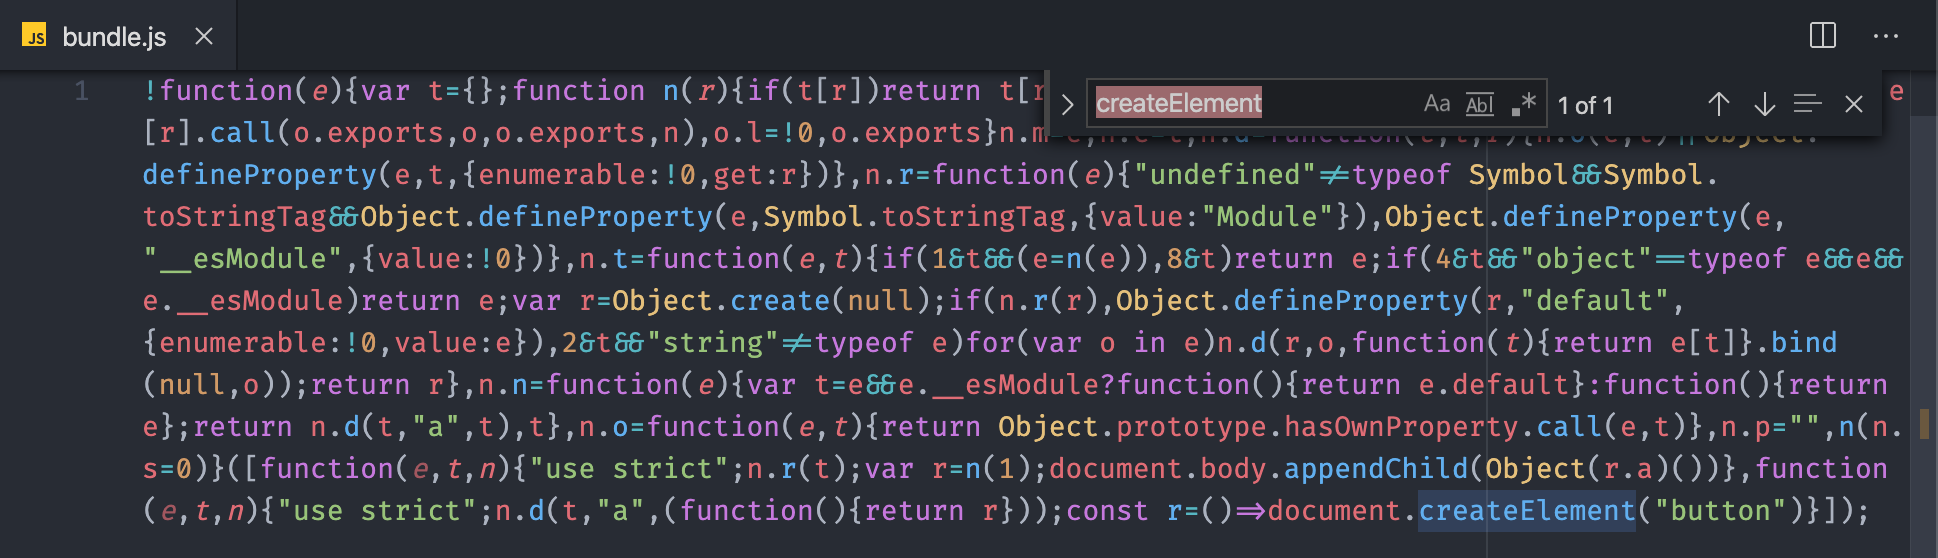 JS bundle.js ×
createElement Aa Abl .* 1 of 1
1 !function(e){var t={};function n(r){if(t[r])return t[r e
[r].call(o.exports,o,o.exports,n),o.l=!0,o.exports}n.m=e,n.c=t,n.d=function(e,t,r){n.o(e,t)||Object.
defineProperty(e,t,{enumerable:!0,get:r})},n.r=function(e){"undefined"!=typeof Symbol&&Symbol.
toStringTag&&Object.defineProperty(e,Symbol.toStringTag,{value:"Module"}),Object.defineProperty(e,
"__esModule",{value:!0})},n.t=function(e,t){if(1&t&&(e=n(e)),8&t)return e;if(4&t&&"object"==typeof e&&e&&
e.__esModule)return e;var r=Object.create(null);if(n.r(r),Object.defineProperty(r,"default",
{enumerable:!0,value:e}),2&t&&"string"!=typeof e)for(var o in e)n.d(r,o,function(t){return e[t]}.bind
(null,o));return r},n.n=function(e){var t=e&&e.__esModule?function(){return e.default}:function(){return
e};return n.d(t,"a",t),t},n.o=function(e,t){return Object.prototype.hasOwnProperty.call(e,t)},n.p="",n(n.
s=0)}([function(e,t,n){"use strict";n.r(t);var r=n(1);document.body.appendChild(Object(r.a)())},function
(e,t,n){"use strict";n.d(t,"a",(function(){return r}));const r=()=>document.createElement("button")}]);